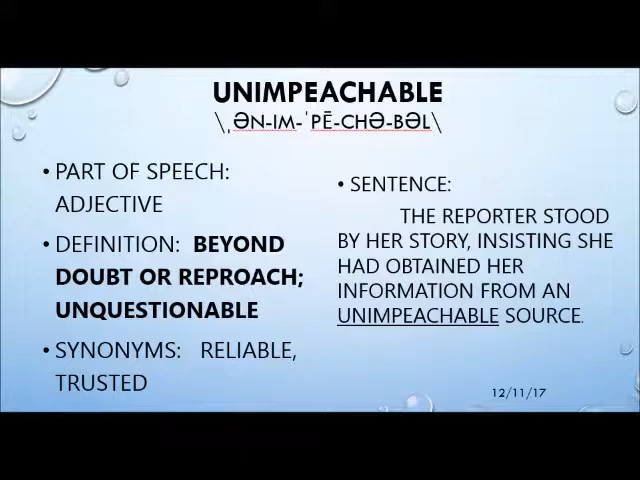 UNIMPEACHABLE
\ˌƏN-IM-ˈPĒ-CHƏ-BƏL\
• PART OF SPEECH:
ADJECTIVE
• DEFINITION: BEYOND
DOUBT OR REPROACH;
UNQUESTIONABLE
• SYNONYMS: RELIABLE,
TRUSTED
• SENTENCE:
THE REPORTER STOOD
BY HER STORY, INSISTING SHE
HAD OBTAINED HER
INFORMATION FROM AN
UNIMPEACHABLE SOURCE.
12/11/17